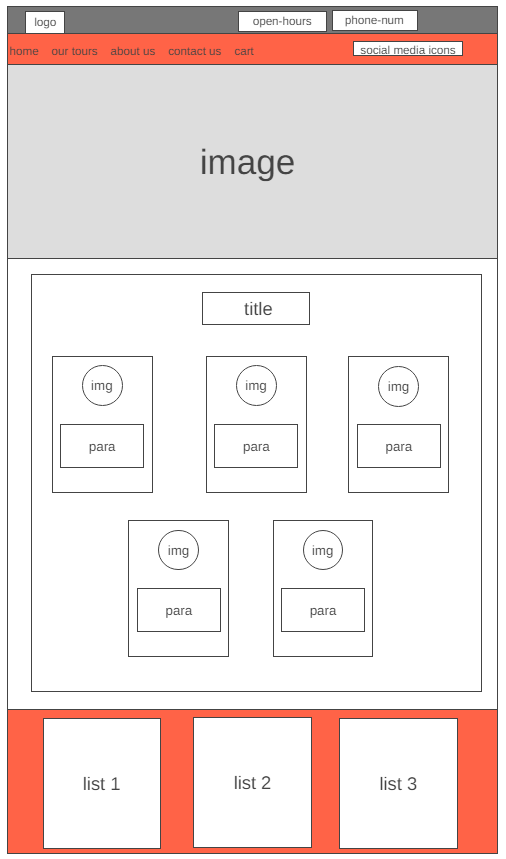 logo
open-hours
phone-num
home our tours about us contact us cart
social media icons
image
title
img img img
para para para
img img
para para
list 1 list 2 list 3